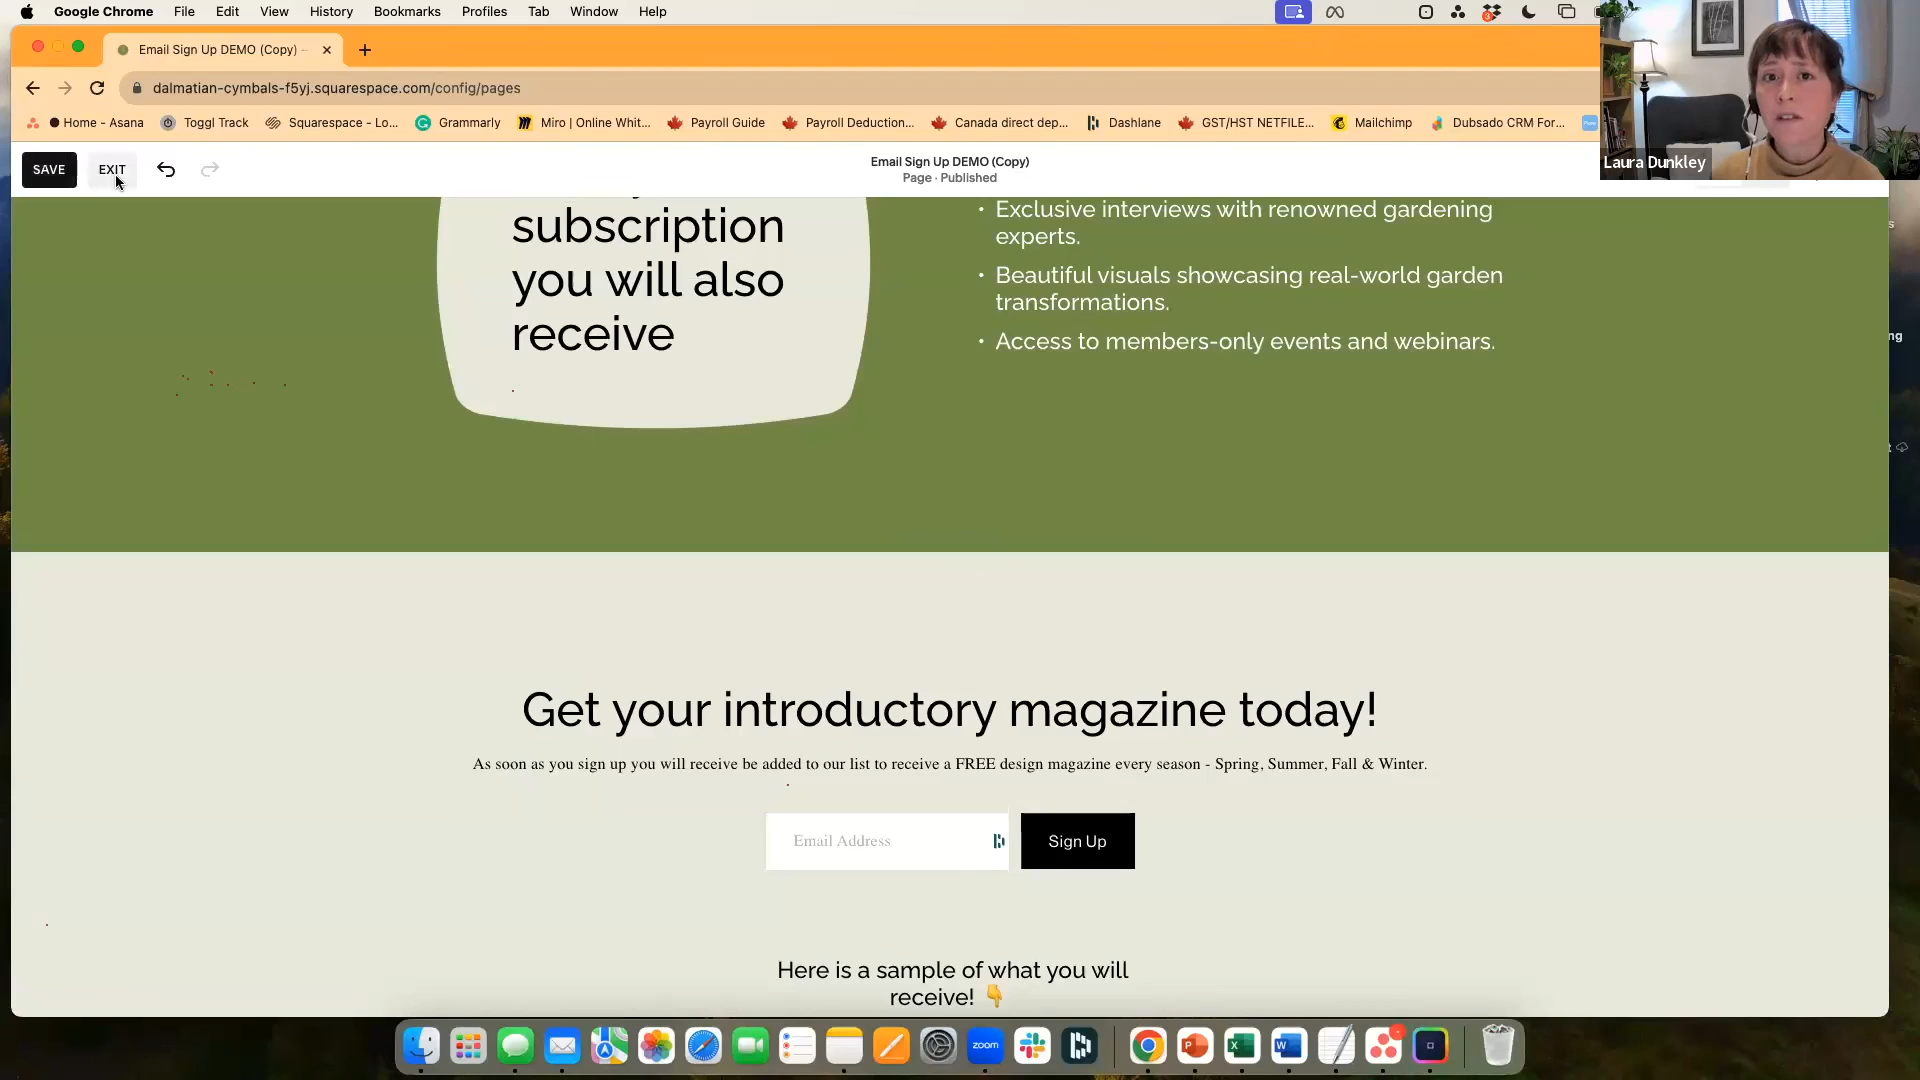 Google Chrome File Edit View History Bookmarks Profiles Tab Window Help
Email Sign Up DEMO (Copy)
dalmatian-cymbals-f5yj.squarespace.com/config/pages
Home - Asana Toggl Track Squarespace - Lo... Grammarly Miro | Online Whit... Payroll Guide Payroll Deduction... Canada direct dep... Dashlane GST/HST NETFILE... Mailchimp Dubsado CRM For...
Laura Dunkley
SAVE EXIT
Email Sign Up DEMO (Copy)
Page · Published
subscription
you will also
receive
• Exclusive interviews with renowned gardening
experts.
• Beautiful visuals showcasing real-world garden
transformations.
• Access to members-only events and webinars.
Get your introductory magazine today!
As soon as you sign up you will receive be added to our list to receive a FREE design magazine every season - Spring, Summer, Fall & Winter.
Email Address
Sign Up
Here is a sample of what you will
receive! 👇
zoom